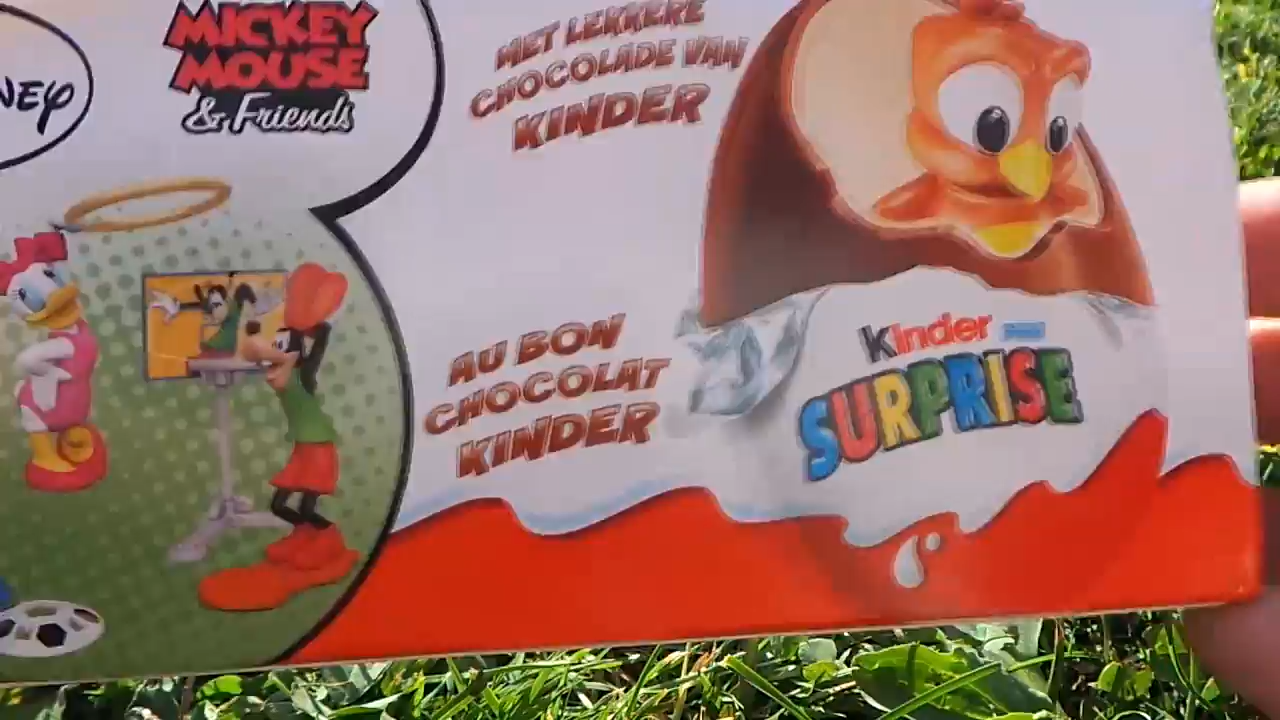 NEY
MICKEY
MOUSE
& Friends
MET LEKKERE
CHOCOLADE VAN
KINDER
AU BON
CHOCOLAT
KINDER
Kinder
SURPRISE